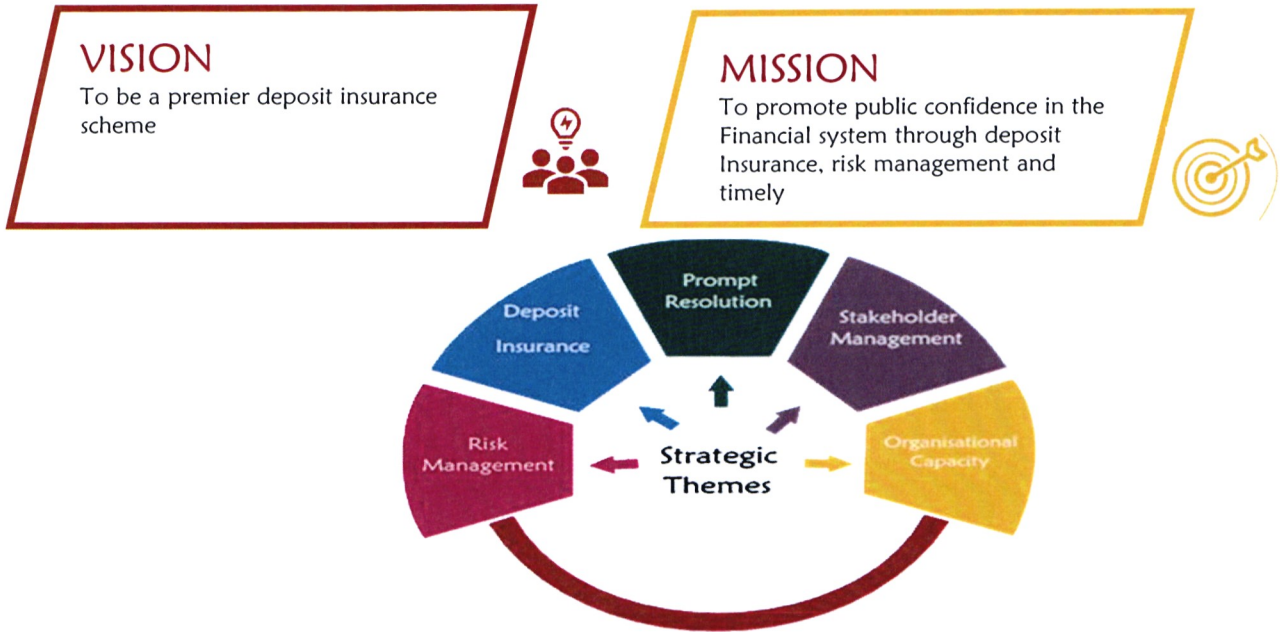 VISION
To be a premier deposit insurance
scheme
MISSION
To promote public confidence in the
Financial system through deposit
Insurance, risk management and
timely
Prompt
Resolution
Deposit
Insurance
Stakeholder
Management
Risk
Management
Organisational
Capacity
Strategic
Themes